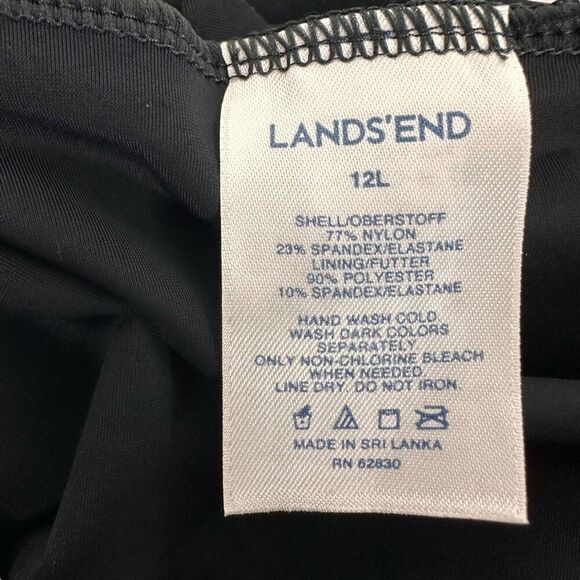 LANDS'END
12L
SHELL/OBERSTOFF
77% NYLON
23% SPANDEX/ELASTANE
LINING/FUTTER
90% POLYESTER
10% SPANDEX/ELASTANE
HAND WASH COLD
WASH DARK COLORS
SEPARATELY
ONLY NON-CHLORINE BLEACH
WHEN NEEDED
LINE DRY. DO NOT IRON.
MADE IN SRI LANKA
RN 62830